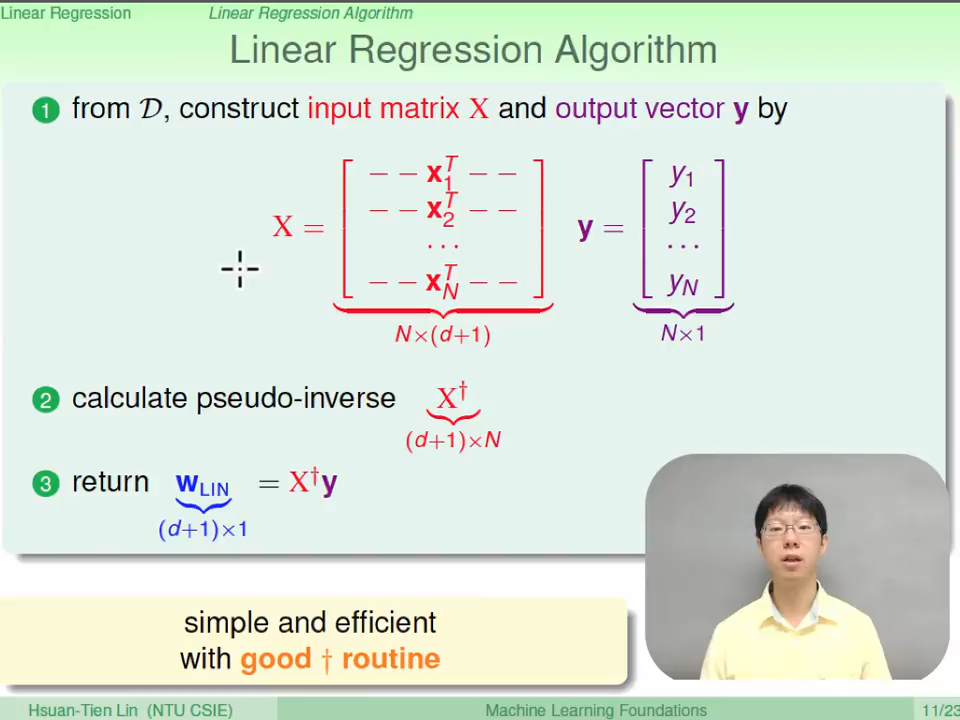 Linear Regression Linear Regression Algorithm
Linear Regression Algorithm
1 from 𝒟, construct input matrix X and output vector y by
X = [ − − x₁ᵀ − − ; − − x₂ᵀ − − ; ⋯ ; − − x_Nᵀ − − ] y = [ y₁ ; y₂ ; ⋯ ; y_N ]
N×(d+1) N×1
2 calculate pseudo-inverse X†
(d+1)×N
3 return w_LIN = X†y
(d+1)×1
simple and efficient
with good † routine
Hsuan-Tien Lin (NTU CSIE) Machine Learning Foundations 11/23